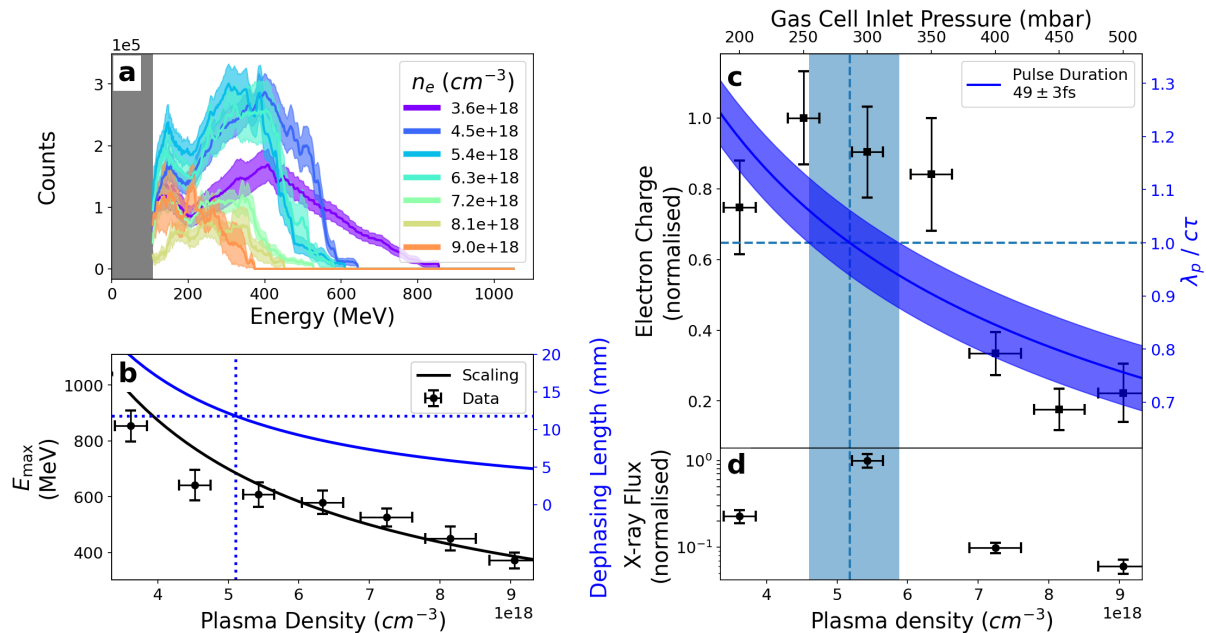 a
1e5
3
2
1
0
Counts
0
200
400
600
800
1000
Energy (MeV)
n_e (cm⁻³)
3.6e+18
4.5e+18
5.4e+18
6.3e+18
7.2e+18
8.1e+18
9.0e+18
b
1000
800
600
400
E_max
(MeV)
Scaling
Data
20
15
10
5
0
Dephasing Length (mm)
4
5
6
7
8
9
1e18
Plasma Density (cm⁻³)
Gas Cell Inlet Pressure (mbar)
200
250
300
350
400
450
500
c
Pulse Duration
49 ± 3fs
1.0
0.8
0.6
0.4
0.2
Electron Charge
(normalised)
1.3
1.2
1.1
1.0
0.9
0.8
0.7
λ_p / cτ
d
10⁰
10⁻¹
X-ray Flux
(normalised)
4
5
6
7
8
9
1e18
Plasma density (cm⁻³)